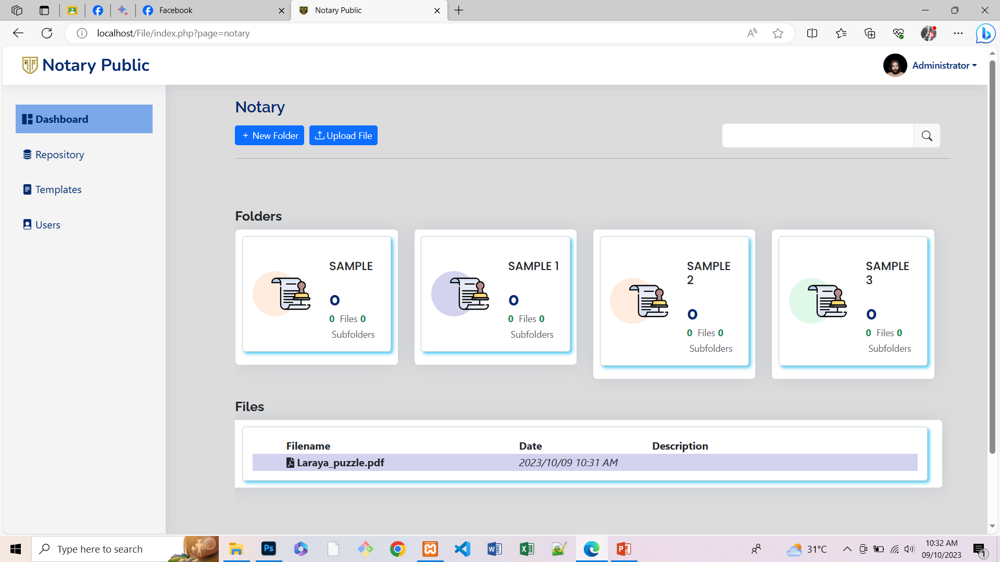 Facebook
Notary Public
localhost/File/index.php?page=notary
Notary Public
Administrator
Dashboard
Repository
Templates
Users
Notary
+ New Folder
Upload File
Folders
SAMPLE
0
0 Files 0
Subfolders
SAMPLE 1
0
0 Files 0
Subfolders
SAMPLE
2
0
0 Files 0
Subfolders
SAMPLE
3
0
0 Files 0
Subfolders
Files
Filename Date Description
Laraya_puzzle.pdf 2023/10/09 10:31 AM
Type here to search
Ps
31°C
10:32 AM
09/10/2023
1